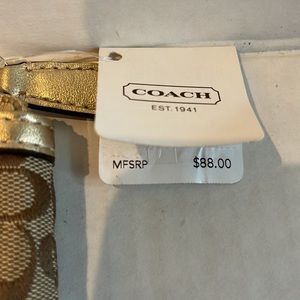 COACH
EST. 1941
MFSRP $88.00